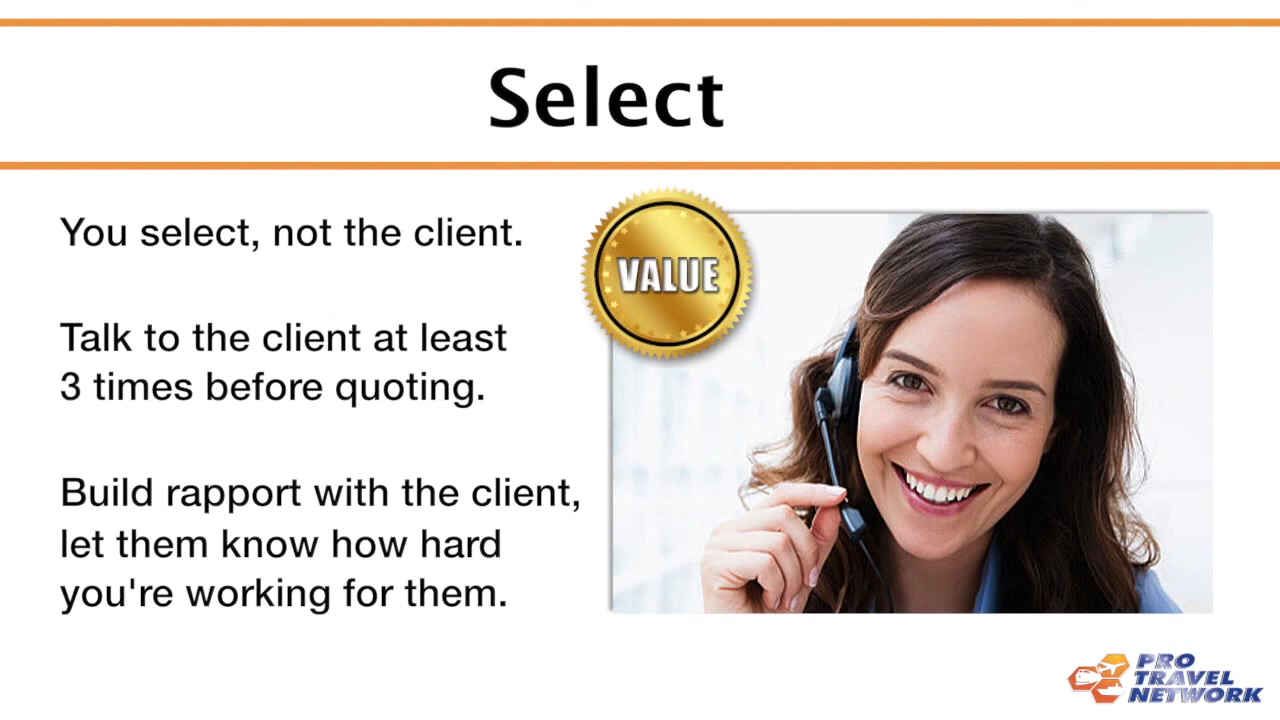 Select
You select, not the client.
VALUE
Talk to the client at least
3 times before quoting.
Build rapport with the client,
let them know how hard
you're working for them.
PRO
TRAVEL
NETWORK